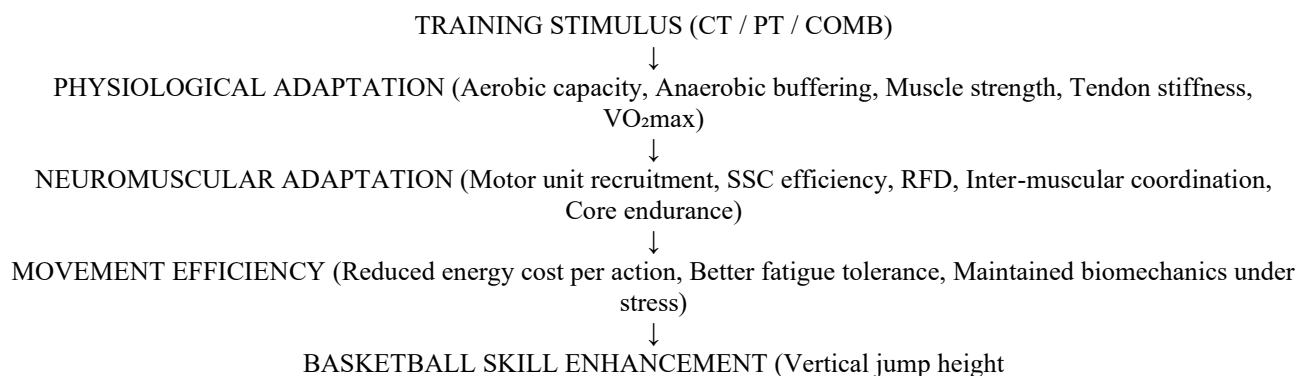 TRAINING STIMULUS (CT / PT / COMB)
↓
PHYSIOLOGICAL ADAPTATION (Aerobic capacity, Anaerobic buffering, Muscle strength, Tendon stiffness,
VO₂max)
↓
NEUROMUSCULAR ADAPTATION (Motor unit recruitment, SSC efficiency, RFD, Inter-muscular coordination,
Core endurance)
↓
MOVEMENT EFFICIENCY (Reduced energy cost per action, Better fatigue tolerance, Maintained biomechanics under
stress)
↓
BASKETBALL SKILL ENHANCEMENT (Vertical jump height